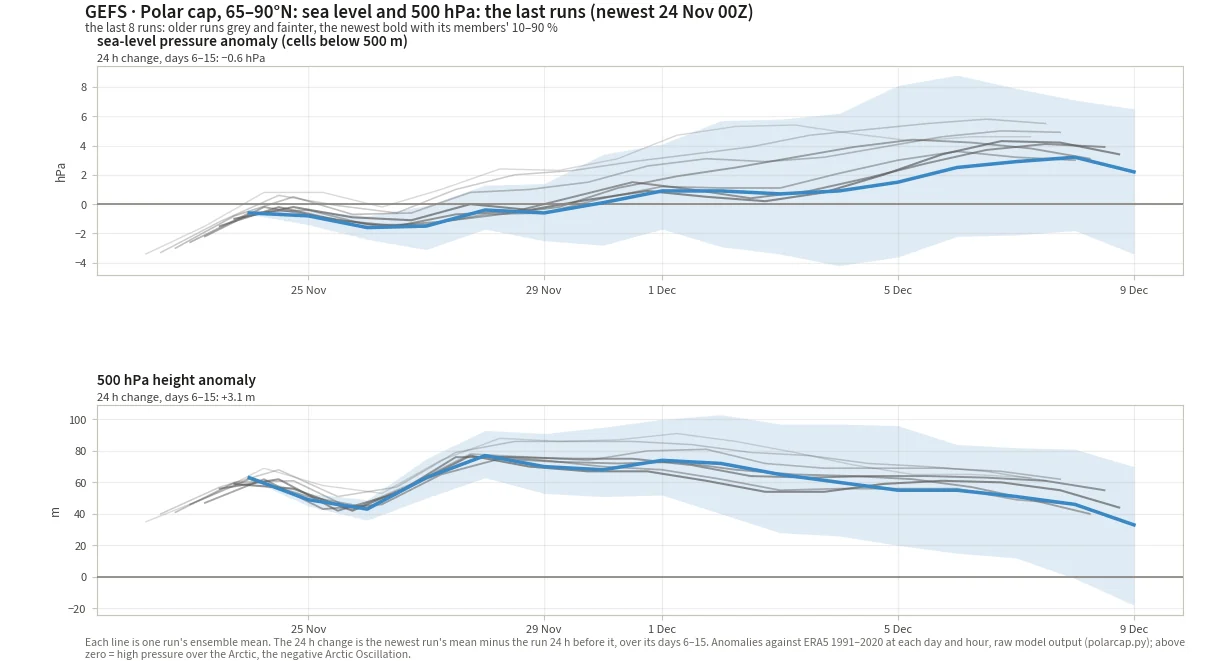 GEFS · Polar cap, 65–90°N: sea level and 500 hPa: the last runs (newest 24 Nov 00Z)
the last 8 runs: older runs grey and fainter, the newest bold with its members' 10–90 %
sea-level pressure anomaly (cells below 500 m)
24 h change, days 6–15: −0.6 hPa
8
6
4
2
0
−2
−4
hPa
25 Nov
29 Nov
1 Dec
5 Dec
9 Dec
500 hPa height anomaly
24 h change, days 6–15: +3.1 m
100
80
60
40
20
0
−20
m
25 Nov
29 Nov
1 Dec
5 Dec
9 Dec
Each line is one run's ensemble mean. The 24 h change is the newest run's mean minus the run 24 h before it, over its days 6–15. Anomalies against ERA5 1991–2020 at each day and hour, raw model output (polarcap.py); above
zero = high pressure over the Arctic, the negative Arctic Oscillation.